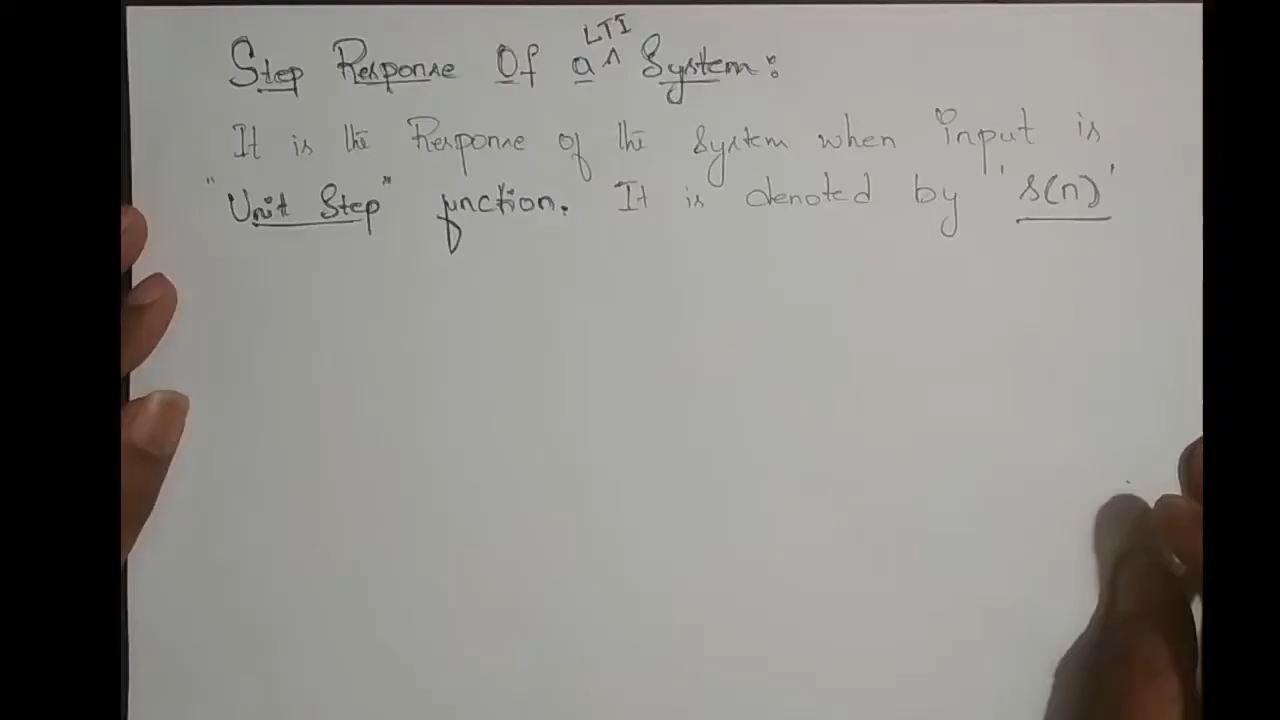 Step Response Of a LTI System:
It is the Response of the System when input is
"Unit Step" function. It is denoted by 's(n)'